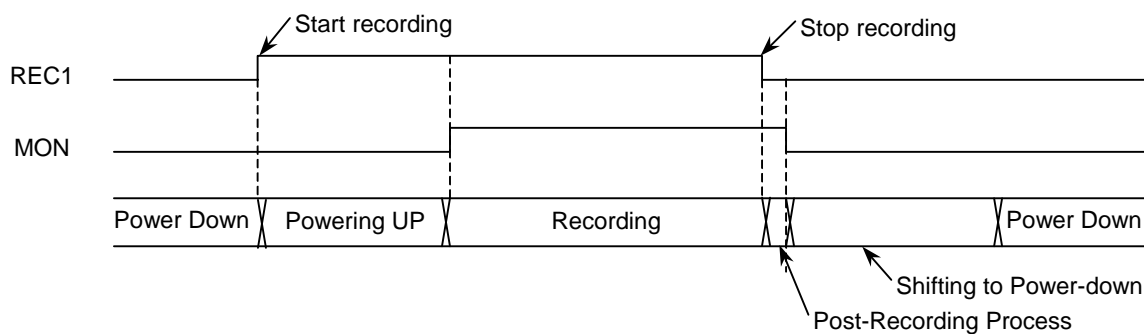 Start recording
Stop recording
REC1
MON
Power Down
Powering UP
Recording
Power Down
Shifting to Power-down
Post-Recording Process